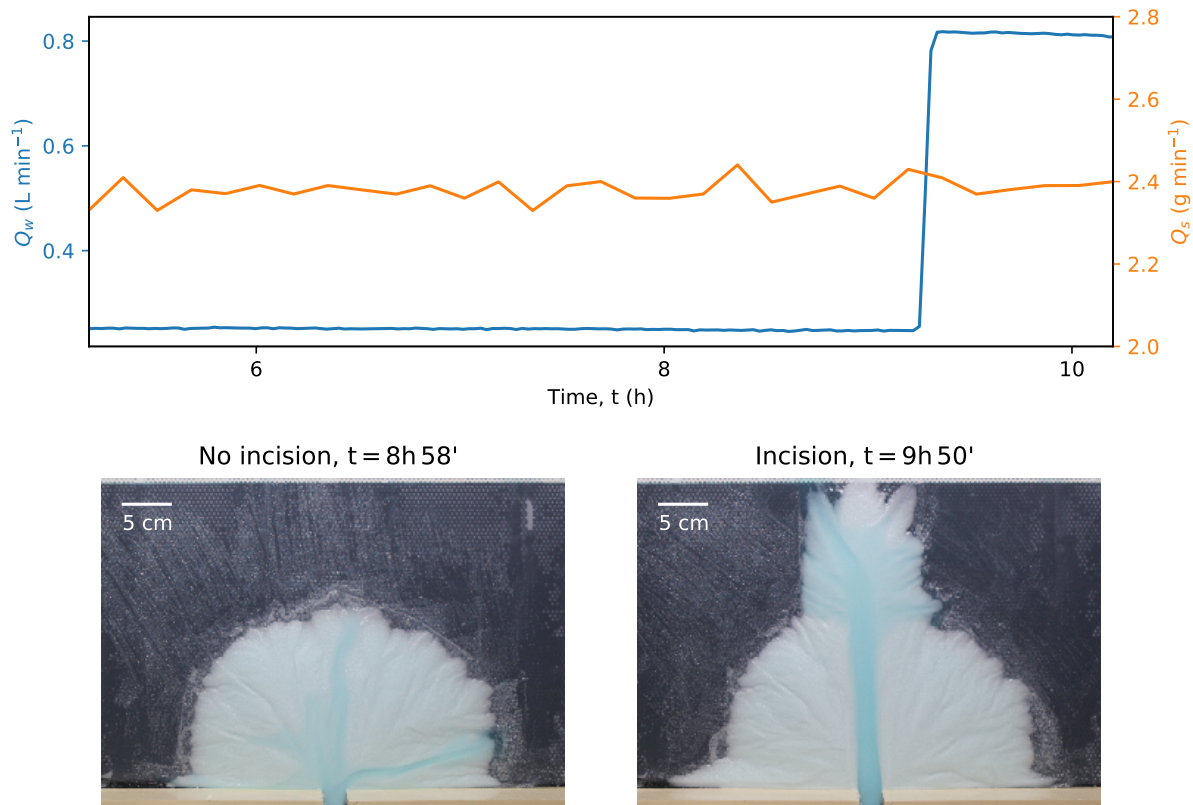 0.8
0.6
0.4
Q_w (L min⁻¹)
2.8
2.6
2.4
2.2
2.0
Q_s (g min⁻¹)
6 8 10
Time, t (h)
No incision, t = 8h 58'
5 cm
Incision, t = 9h 50'
5 cm